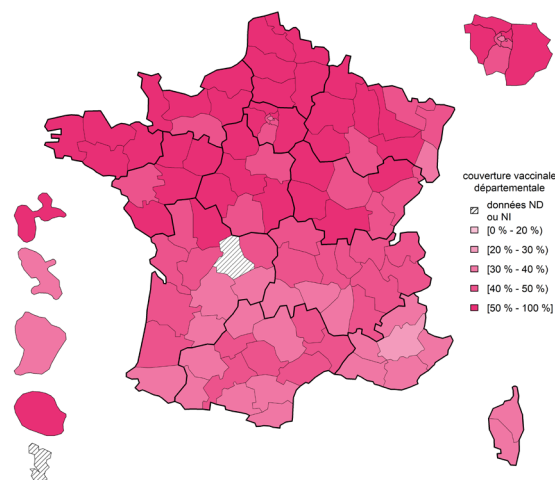 couverture vaccinale
départementale
données ND
ou NI
[0 % - 20 %)
[20 % - 30 %)
[30 % - 40 %)
[40 % - 50 %)
[50 % - 100 %]